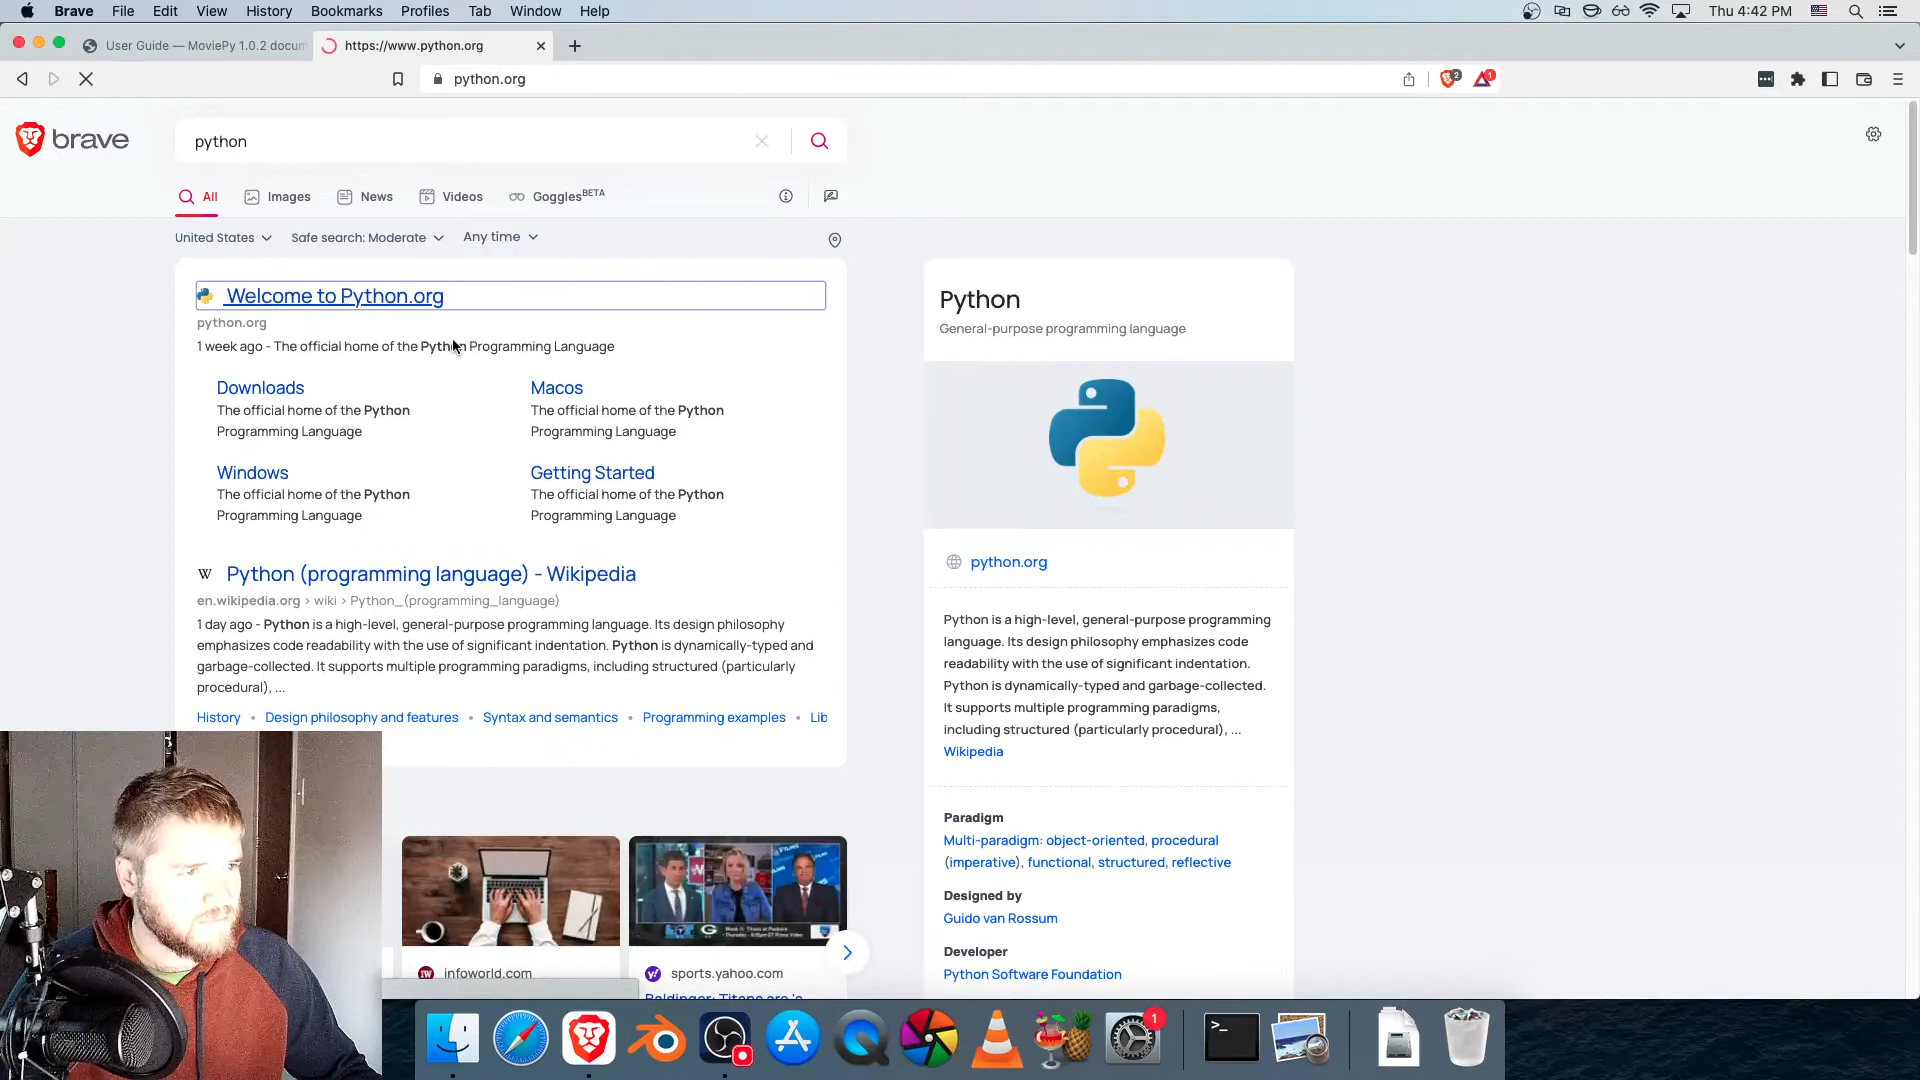 Brave File Edit View History Bookmarks Profiles Tab Window Help
Thu 4:42 PM
User Guide — MoviePy 1.0.2 docum
https://www.python.org
python.org
2
1
brave
python
All Images News Videos Goggles BETA
United States Safe search: Moderate Any time
Welcome to Python.org
python.org
1 week ago - The official home of the Python Programming Language
Downloads
The official home of the Python
Programming Language
Macos
The official home of the Python
Programming Language
Windows
The official home of the Python
Programming Language
Getting Started
The official home of the Python
Programming Language
W Python (programming language) - Wikipedia
en.wikipedia.org › wiki › Python_(programming_language)
1 day ago - Python is a high-level, general-purpose programming language. Its design philosophy
emphasizes code readability with the use of significant indentation. Python is dynamically-typed and
garbage-collected. It supports multiple programming paradigms, including structured (particularly
procedural), ...
History • Design philosophy and features • Syntax and semantics • Programming examples • Lib
infoworld.com
sports.yahoo.com
Python
General-purpose programming language
python.org
Python is a high-level, general-purpose programming
language. Its design philosophy emphasizes code
readability with the use of significant indentation.
Python is dynamically-typed and garbage-collected.
It supports multiple programming paradigms,
including structured (particularly procedural), ...
Wikipedia
Paradigm
Multi-paradigm: object-oriented, procedural
(imperative), functional, structured, reflective
Designed by
Guido van Rossum
Developer
Python Software Foundation
1